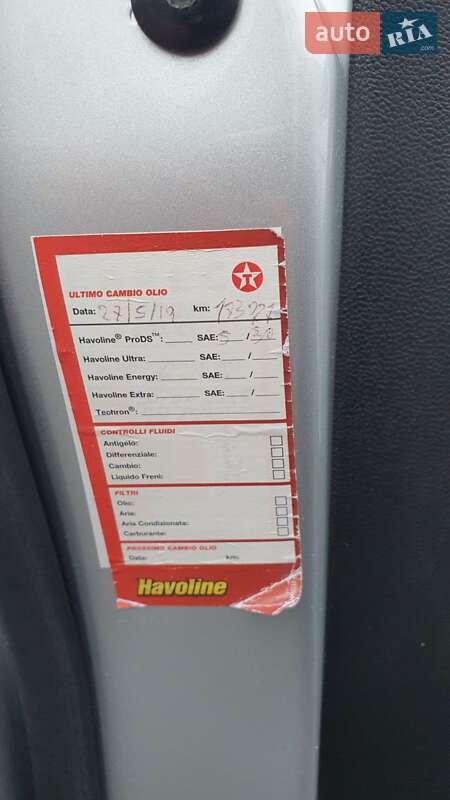 auto RIA.com
ULTIMO CAMBIO OLIO
Data: 27/5/19 km:
Havoline® ProDS™: SAE: 5 / 30
Havoline Ultra: SAE: /
Havoline Energy: SAE: /
Havoline Extra: SAE: /
Techron®:
CONTROLLI FLUIDI
Antigelo:
Differenziale:
Cambio:
Liquido Freni:
FILTRI
Olio:
Aria:
Aria Condizionata:
Carburante:
PROSSIMO CAMBIO OLIO
Data: km:
Havoline